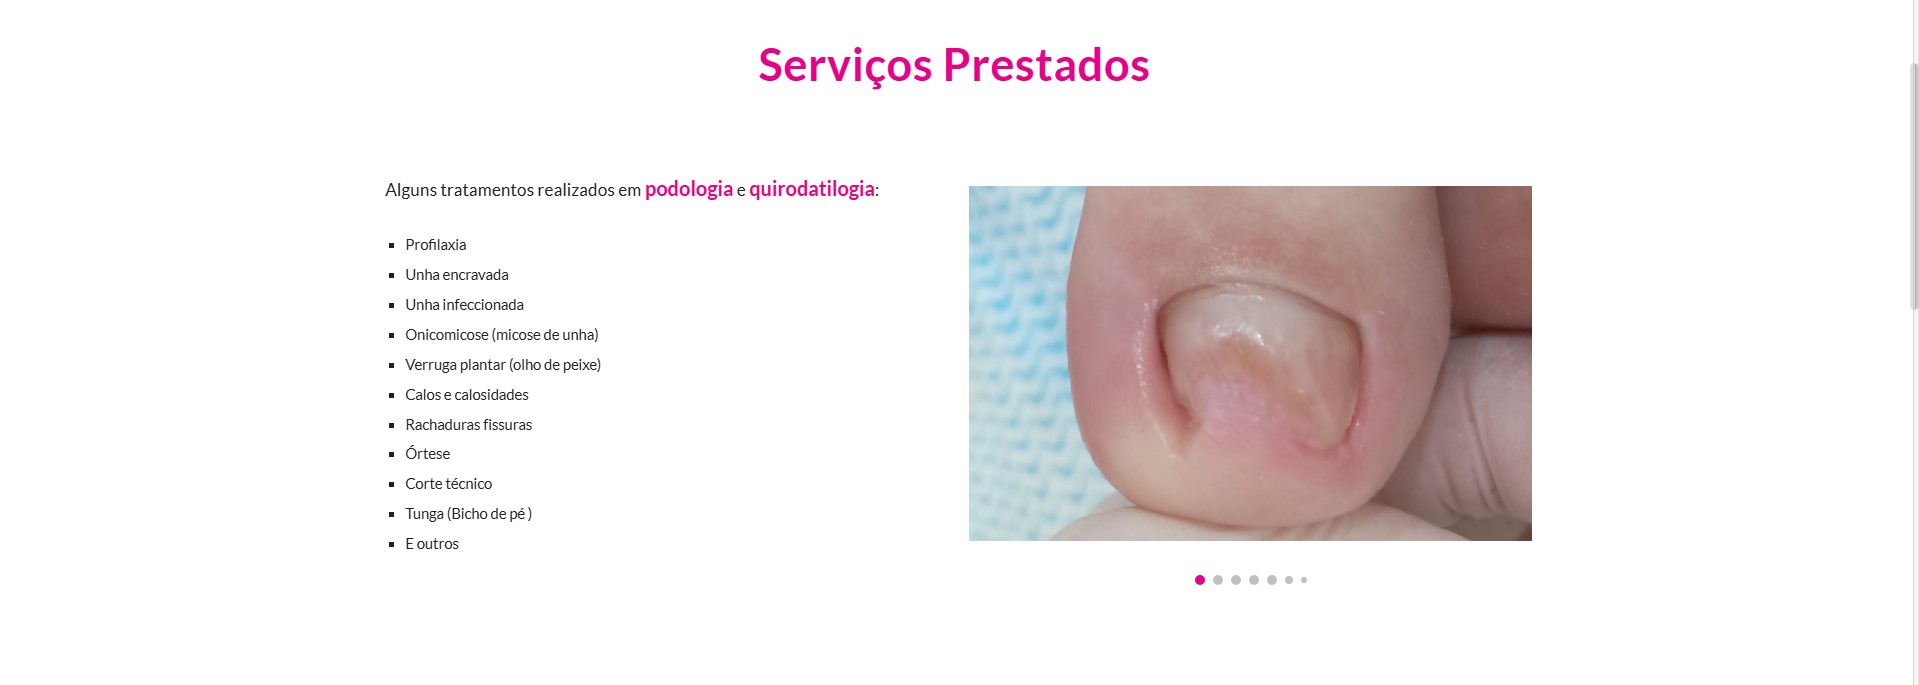 Serviços Prestados
Alguns tratamentos realizados em podologia e quirodatilogia:
Profilaxia
Unha encravada
Unha infeccionada
Onicomicose (micose de unha)
Verruga plantar (olho de peixe)
Calos e calosidades
Rachaduras fissuras
Órtese
Corte técnico
Tunga (Bicho de pé )
E outros